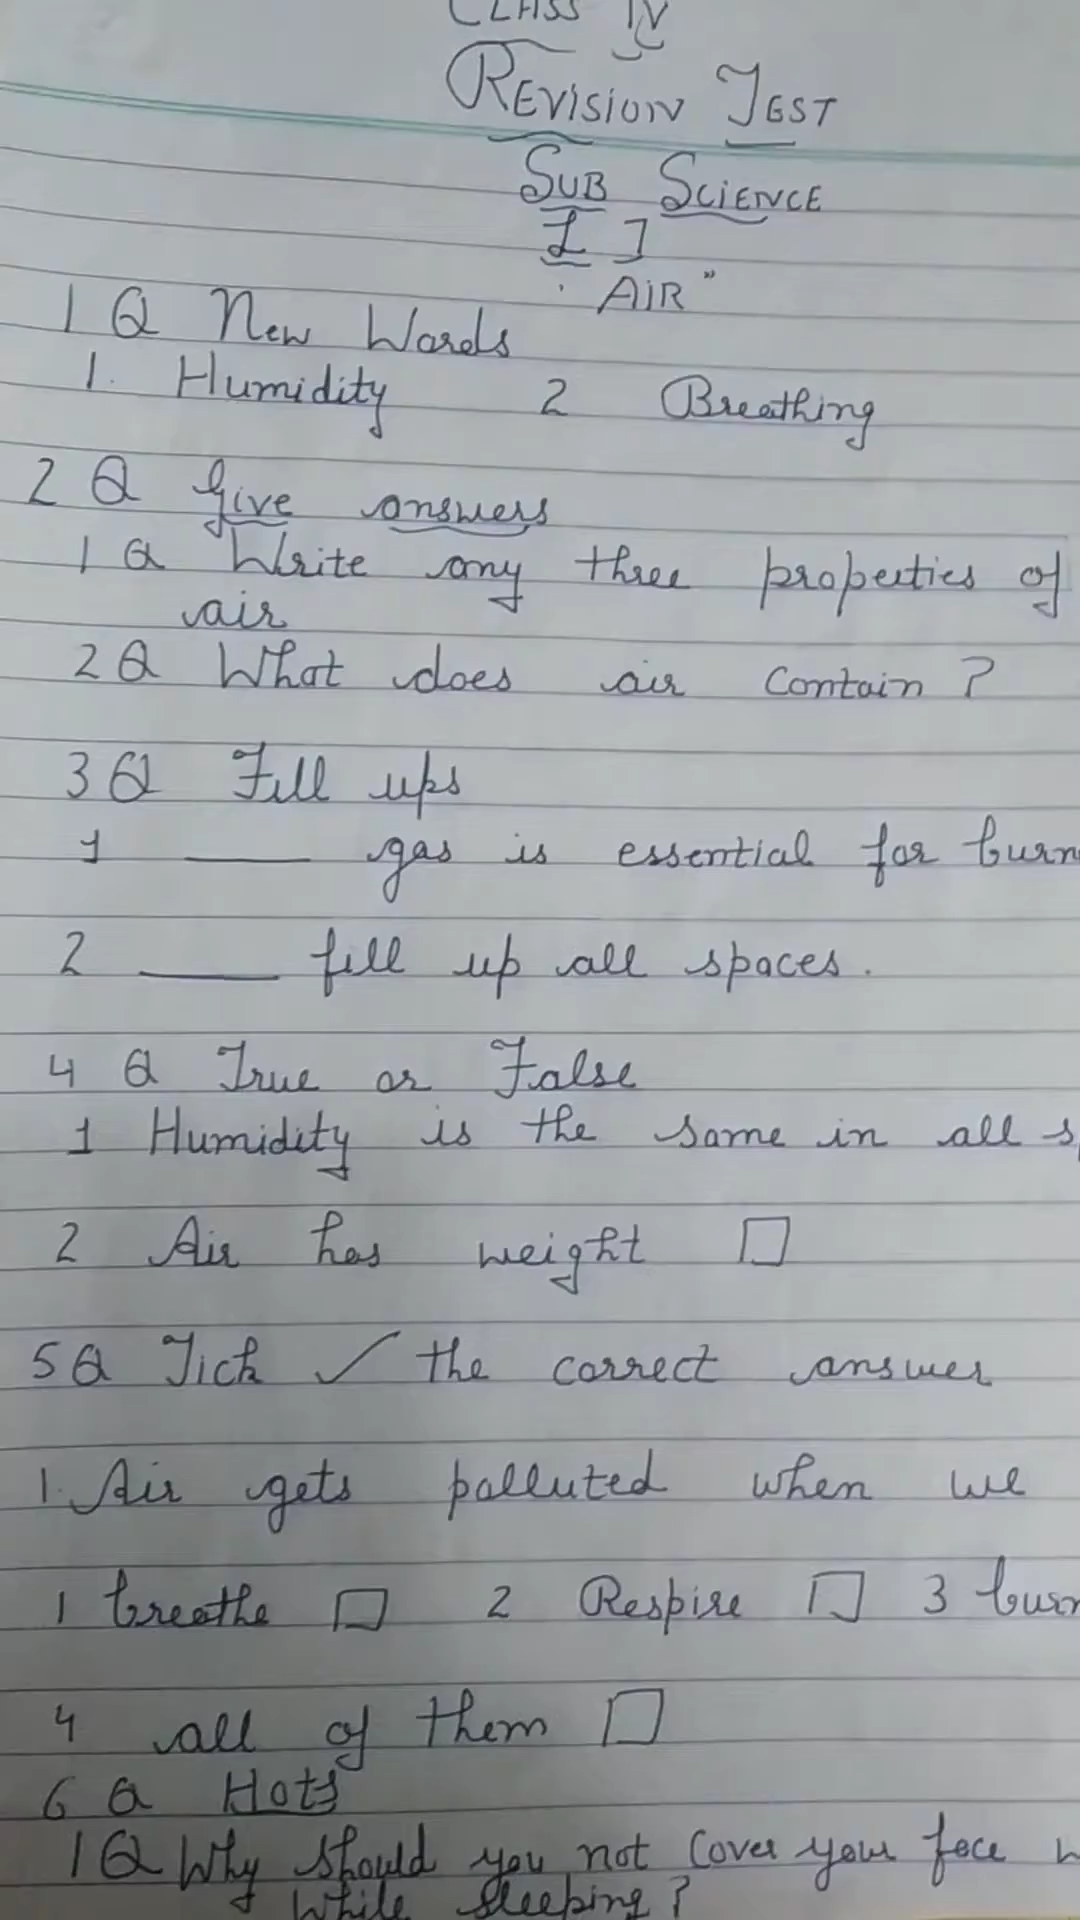 CLASS IV
REVISION TEST
SUB SCIENCE
L 7
"AIR"
1 Q New Words
1. Humidity 2 Breathing
2 Q Give answers
1 Q Write any three properties of
air
2 Q What does air contain ?
3 Q Fill ups
1 ____ gas is essential for burn
2 ____ fill up all spaces.
4 Q True or False
1 Humidity is the same in all
2 Air has weight
5 Q Tick ✓ the correct answer
1. Air gets polluted when we
1 breathe 2 Respire 3 burn
4 all of them
6 Q Hots
1 Q Why should you not cover your face
while sleeping ?